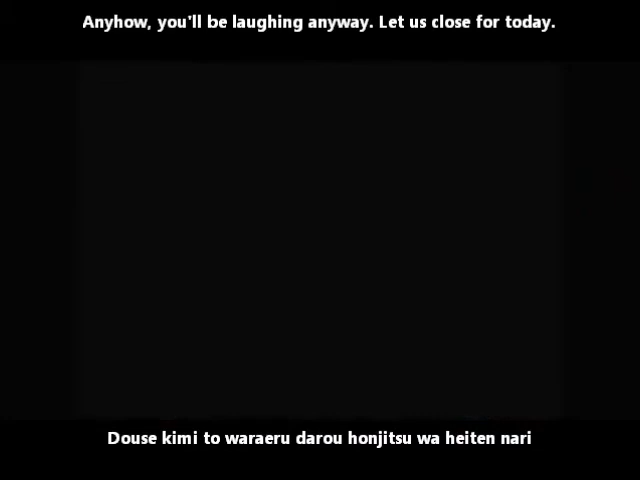 Anyhow, you'll be laughing anyway. Let us close for today.
Douse kimi to waraeru darou honjitsu wa heiten nari